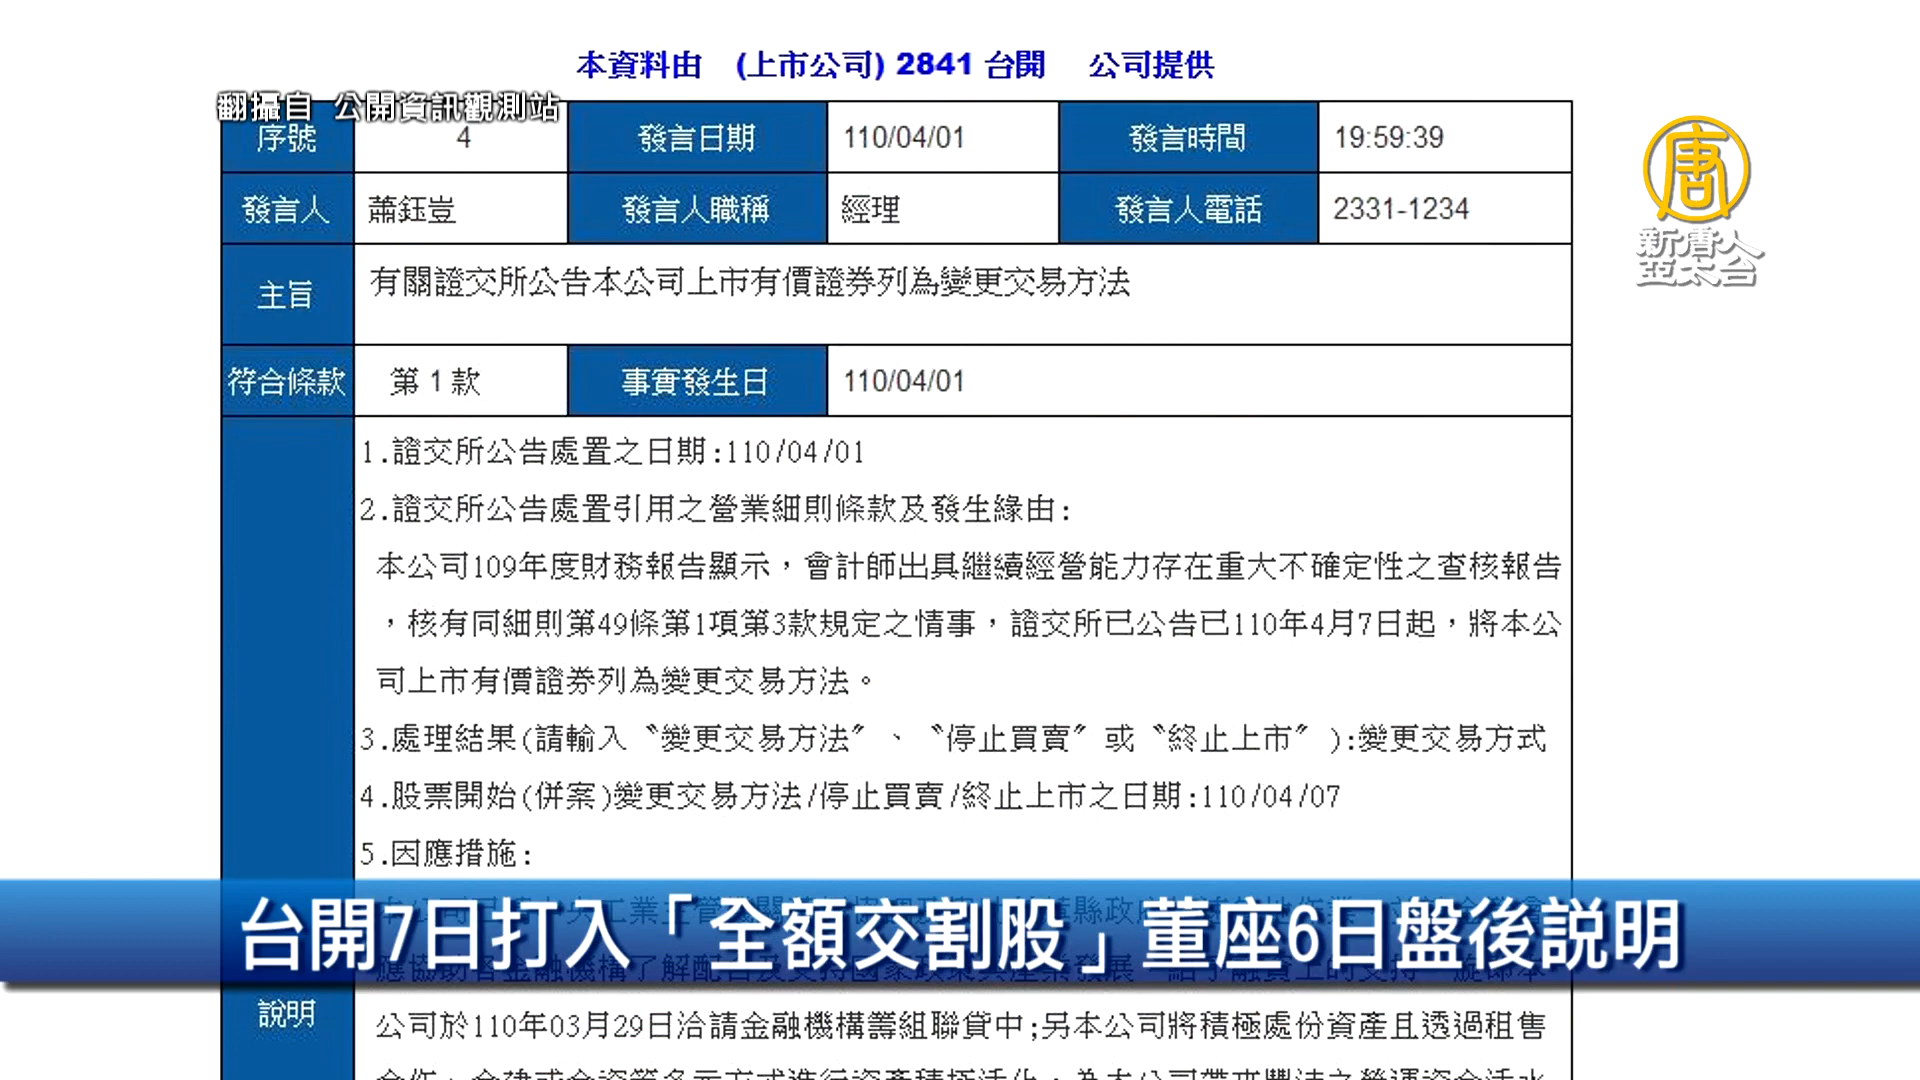 本資料由 (上市公司) 2841 台開 公司提供
翻攝自 公開資訊觀測站
序號 4 發言日期 110/04/01 發言時間 19:59:39
發言人 蕭鈺豈 發言人職稱 經理 發言人電話 2331-1234
主旨 有關證交所公告本公司上市有價證券列為變更交易方法
符合條款 第1款 事實發生日 110/04/01
1.證交所公告處置之日期:110/04/01
2.證交所公告處置引用之營業細則條款及發生緣由:
本公司109年度財務報告顯示，會計師出具繼續經營能力存在重大不確定性之查核報告
，核有同細則第49條第1項第3款規定之情事，證交所已公告已110年4月7日起，將本公
司上市有價證券列為變更交易方法。
3.處理結果(請輸入〝變更交易方法〞、〝停止買賣〞或〝終止上市〞):變更交易方式
4.股票開始(併案)變更交易方法/停止買賣/終止上市之日期:110/04/07
5.因應措施:
台開7日打入「全額交割股」董座6日盤後說明
說明
公司於110年03月29日洽請金融機構籌組聯貸中;另本公司將積極處份資產且透過租售
唐
新唐人
亞太台